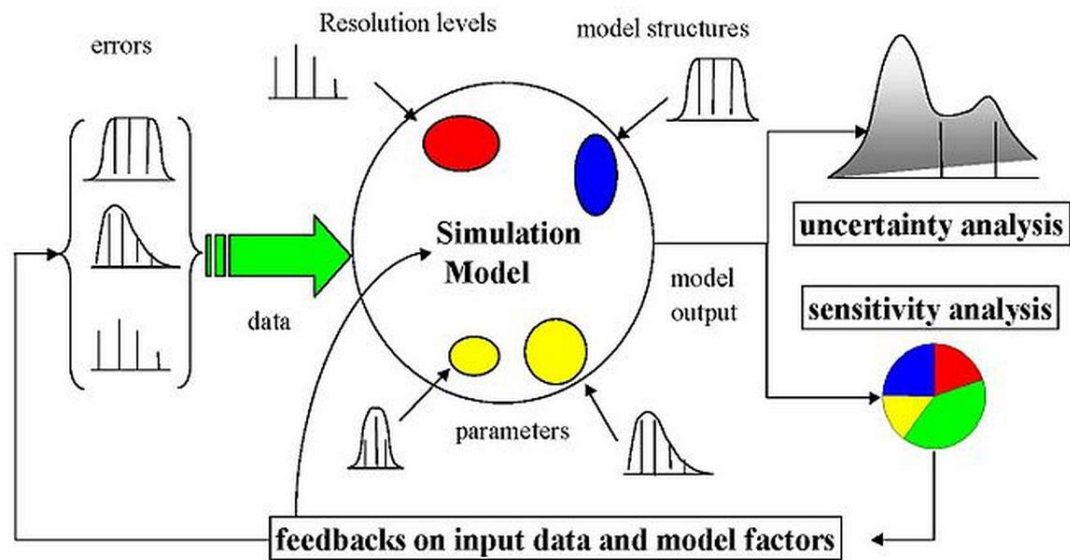 errors
Resolution levels
model structures
Simulation
Model
data
model
output
uncertainty analysis
sensitivity analysis
parameters
feedbacks on input data and model factors